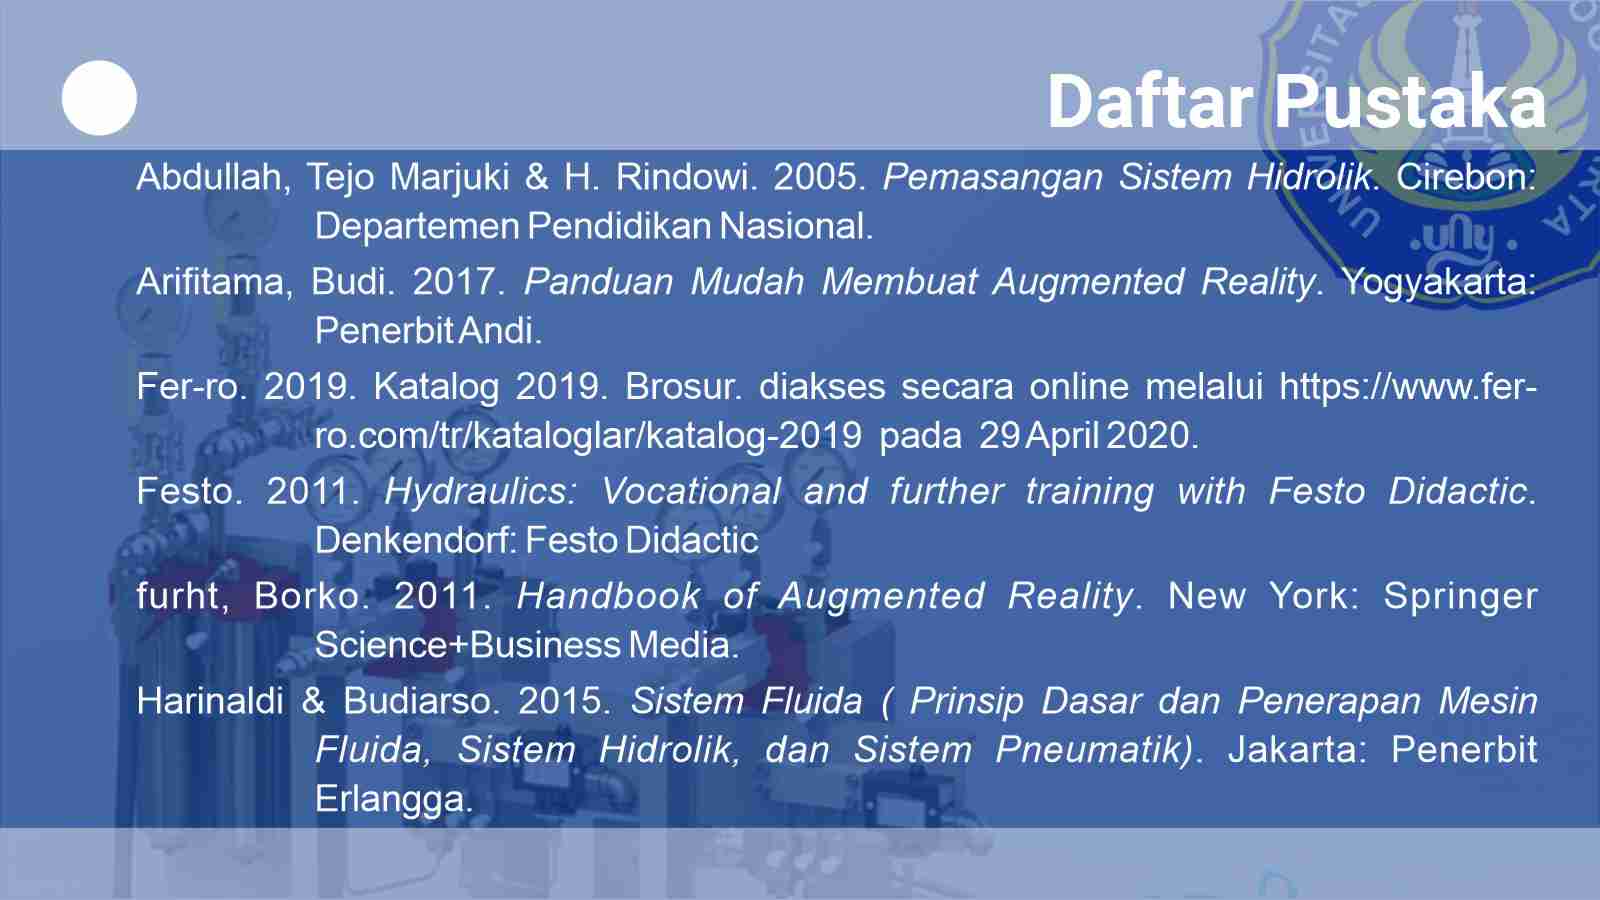 Daftar Pustaka
Abdullah, Tejo Marjuki & H. Rindowi. 2005. Pemasangan Sistem Hidrolik. Cirebon:
Departemen Pendidikan Nasional.
Arifitama, Budi. 2017. Panduan Mudah Membuat Augmented Reality. Yogyakarta:
Penerbit Andi.
Fer-ro. 2019. Katalog 2019. Brosur. diakses secara online melalui https://www.fer-
ro.com/tr/kataloglar/katalog-2019 pada 29 April 2020.
Festo. 2011. Hydraulics: Vocational and further training with Festo Didactic.
Denkendorf: Festo Didactic
furht, Borko. 2011. Handbook of Augmented Reality. New York: Springer
Science+Business Media.
Harinaldi & Budiarso. 2015. Sistem Fluida ( Prinsip Dasar dan Penerapan Mesin
Fluida, Sistem Hidrolik, dan Sistem Pneumatik). Jakarta: Penerbit
Erlangga.
UNIVERSITAS
uny